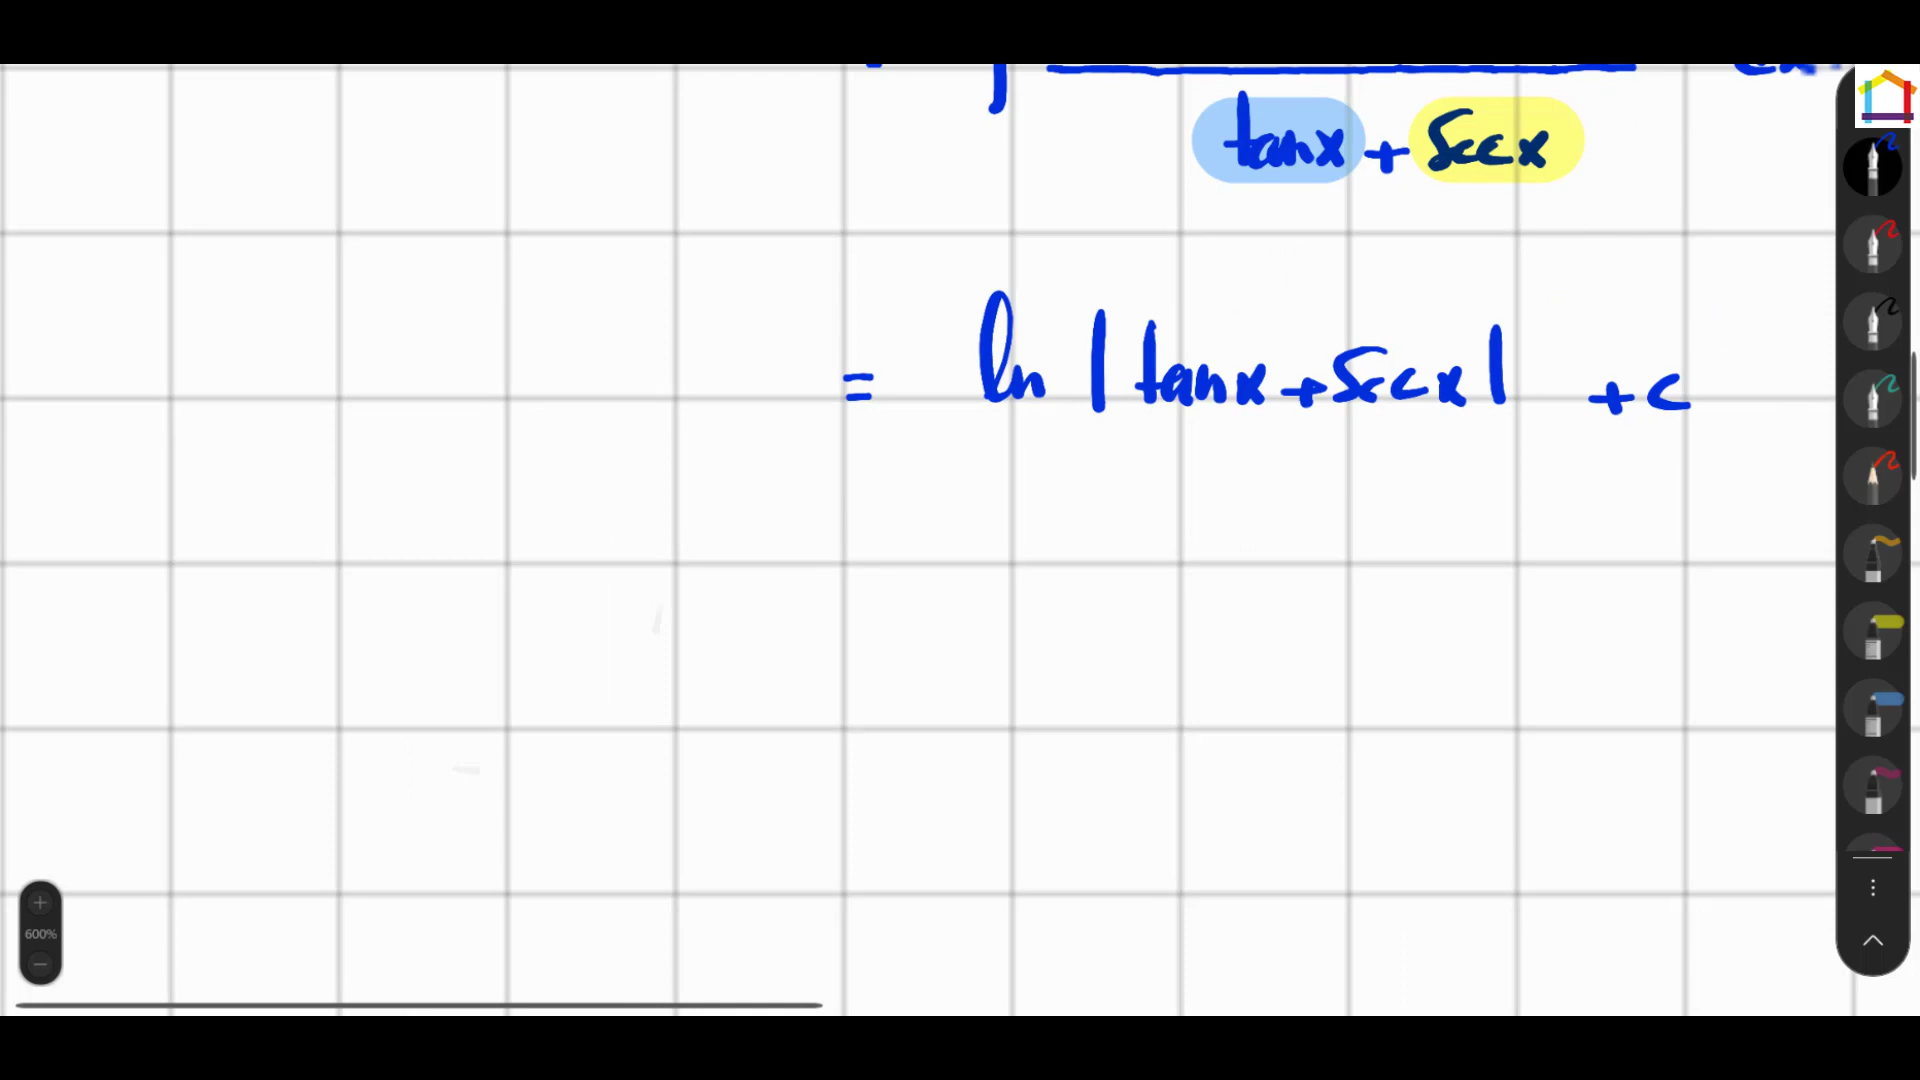 tanx + secx
= ln | tanx + secx | + c
600%